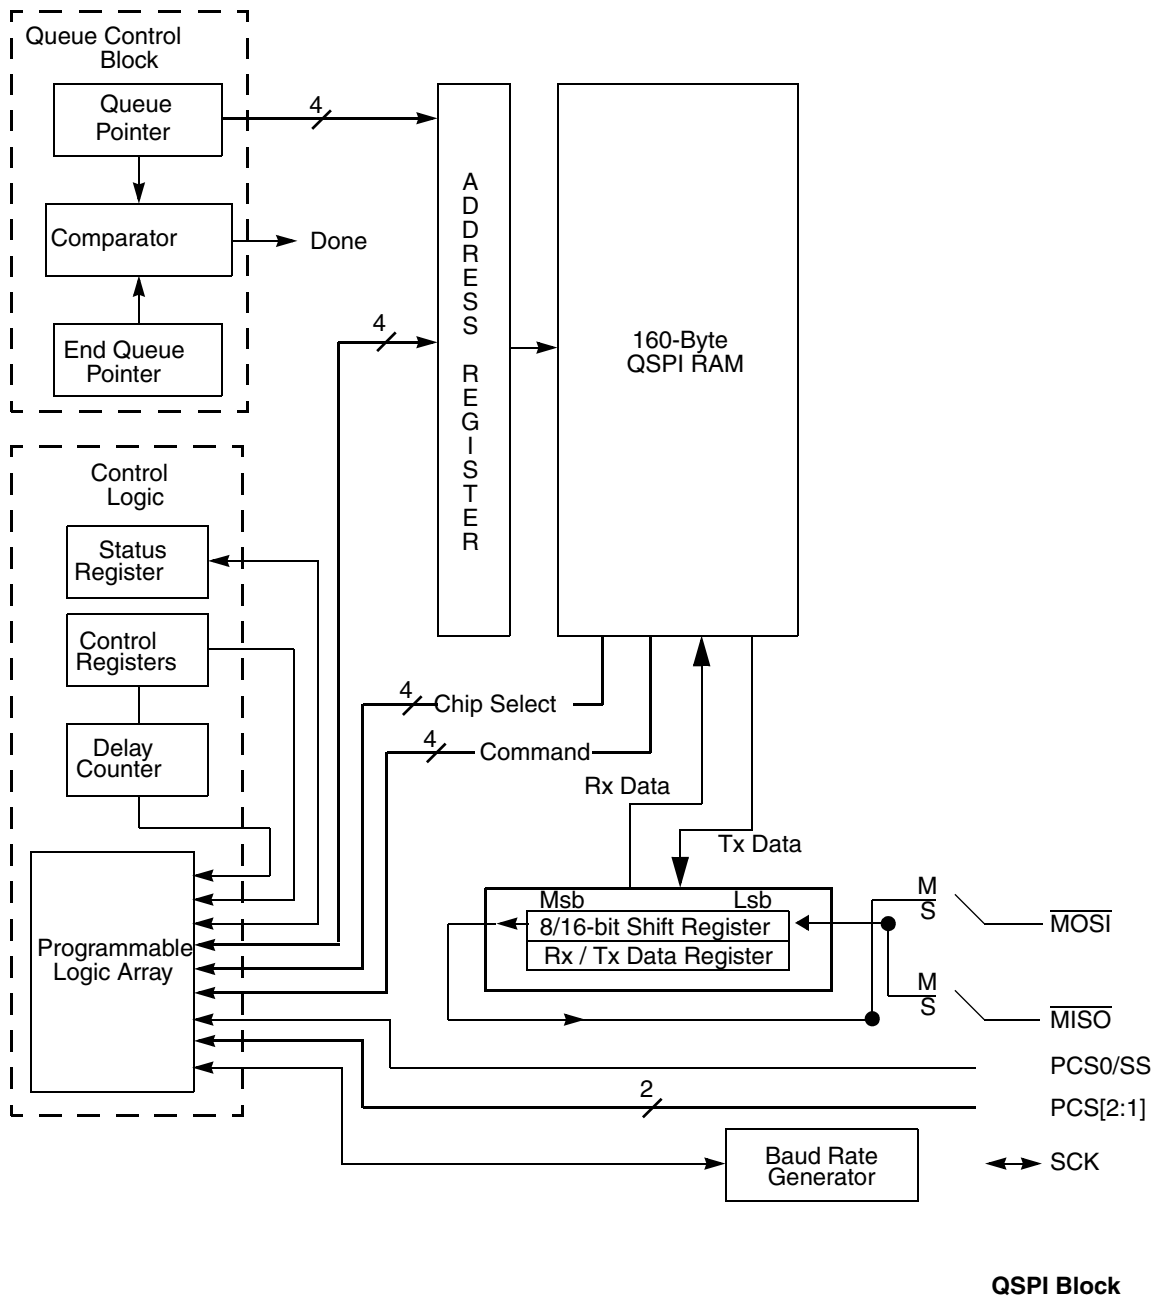 Queue Control
Block
Queue
Pointer
4
Comparator
Done
End Queue
Pointer
4
ADDRESS REGISTER
160-Byte
QSPI RAM
Control
Logic
Status
Register
Control
Registers
Delay
Counter
Programmable
Logic Array
4
Chip Select
4
Command
Rx Data
Tx Data
Msb
Lsb
8/16-bit Shift Register
Rx / Tx Data Register
M
S
MOSI
M
S
MISO
PCS0/SS
2
PCS[2:1]
Baud Rate
Generator
SCK
QSPI Block